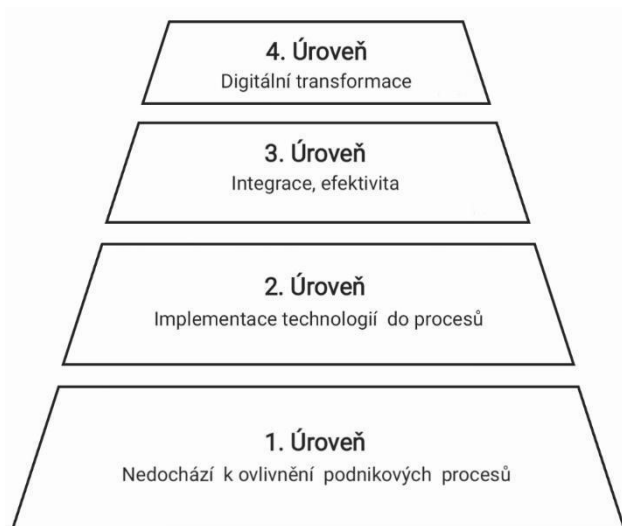 4. Úroveň
Digitální transformace
3. Úroveň
Integrace, efektivita
2. Úroveň
Implementace technologií do procesů
1. Úroveň
Nedochází k ovlivnění podnikových procesů